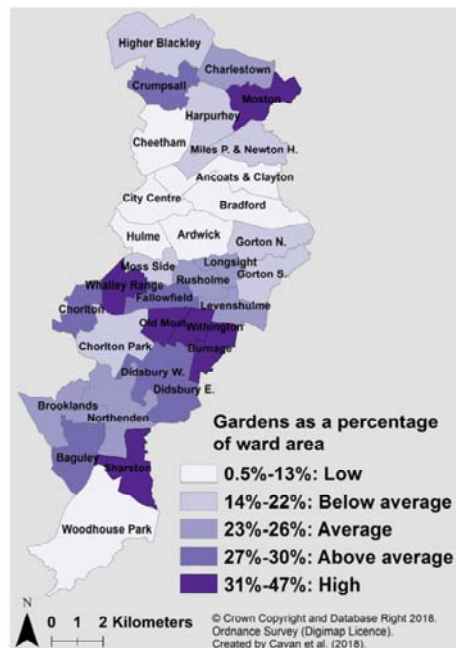 Higher Blackley
Charlestown
Crumpsall
Moston
Harpurhey
Cheetham
Miles P. & Newton H.
Ancoats & Clayton
City Centre
Bradford
Hulme
Ardwick
Gorton N.
Moss Side
Longsight
Gorton S.
Whalley Range
Rusholme
Fallowfield
Chorlton
Levenshulme
Old Moat
Withington
Chorlton Park
Burnage
Didsbury W.
Didsbury E.
Brooklands
Northenden
Baguley
Sharston
Woodhouse Park
Gardens as a percentage
of ward area
0.5%-13%: Low
14%-22%: Below average
23%-26%: Average
27%-30%: Above average
31%-47%: High
N
0 1 2 Kilometers
© Crown Copyright and Database Right 2018.
Ordnance Survey (Digimap Licence).
Created by Cavan et al. (2018).